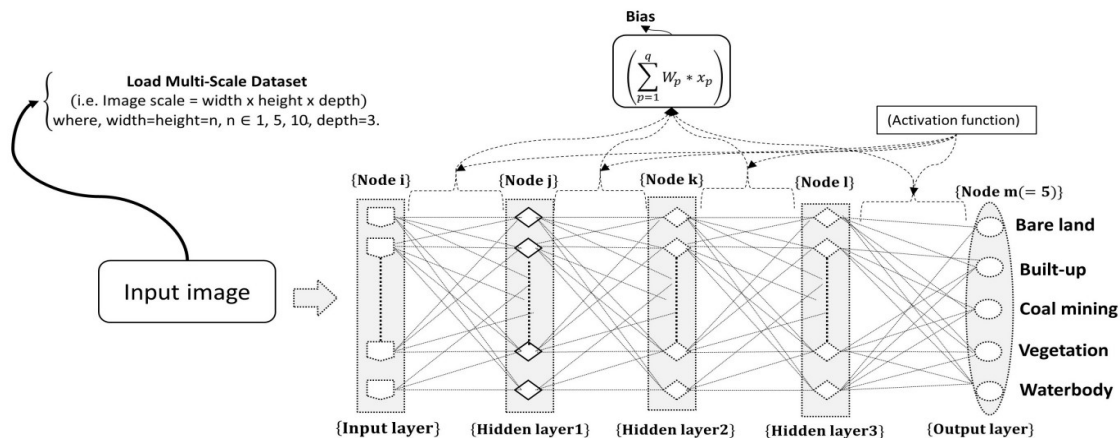 Bias
(∑ q p=1 W_p * x_p)
Load Multi-Scale Dataset
(i.e. Image scale = width x height x depth)
where, width=height=n, n ∈ 1, 5, 10, depth=3.
(Activation function)
{Node i}
{Node j}
{Node k}
{Node l}
{Node m(= 5)}
Input image
Bare land
Built-up
Coal mining
Vegetation
Waterbody
{Input layer}
{Hidden layer1}
{Hidden layer2}
{Hidden layer3}
{Output layer}